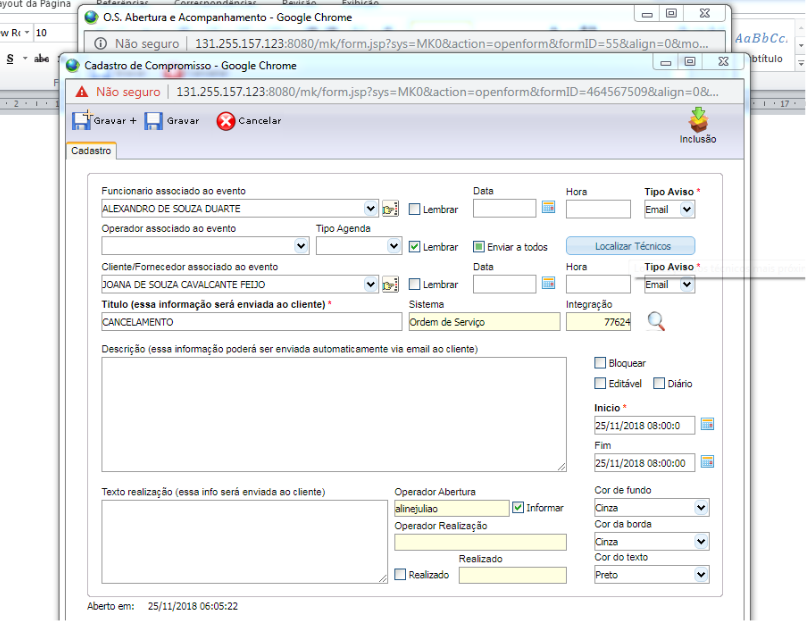 ayout da Página Referências Correspondências Revisão Exibição
O.S. Abertura e Acompanhamento - Google Chrome
10
Não seguro 131.255.157.123:8080/mk/form.jsp?sys=MK0&action=openform&formID=55&align=0&mo...
AaBbCc.
S abc
btítulo
Cadastro de Compromisso - Google Chrome
Não seguro 131.255.157.123:8080/mk/form.jsp?sys=MK0&action=openform&formID=464567509&align=0&...
2 1 17
Gravar + Gravar Cancelar
Inclusão
Cadastro
Funcionario associado ao evento Data Hora Tipo Aviso *
ALEXANDRO DE SOUZA DUARTE Lembrar Email
Operador associado ao evento Tipo Agenda
Lembrar Enviar a todos Localizar Técnicos
Cliente/Fornecedor associado ao evento Data Hora Tipo Aviso *
JOANA DE SOUZA CAVALCANTE FEIJO Lembrar Email
Titulo (essa informação será enviada ao cliente) * Sistema Integração
CANCELAMENTO Ordem de Serviço 77624
Descrição (essa informação poderá ser enviada automaticamente via email ao cliente)
Bloquear
Editável Diário
Inicio *
25/11/2018 08:00:0
Fim
25/11/2018 08:00:00
Texto realização (essa info será enviada ao cliente) Operador Abertura Cor de fundo
alinejuliao Informar Cinza
Operador Realização Cor da borda
Cinza
Realizado Cor do texto
Realizado Preto
Aberto em: 25/11/2018 06:05:22